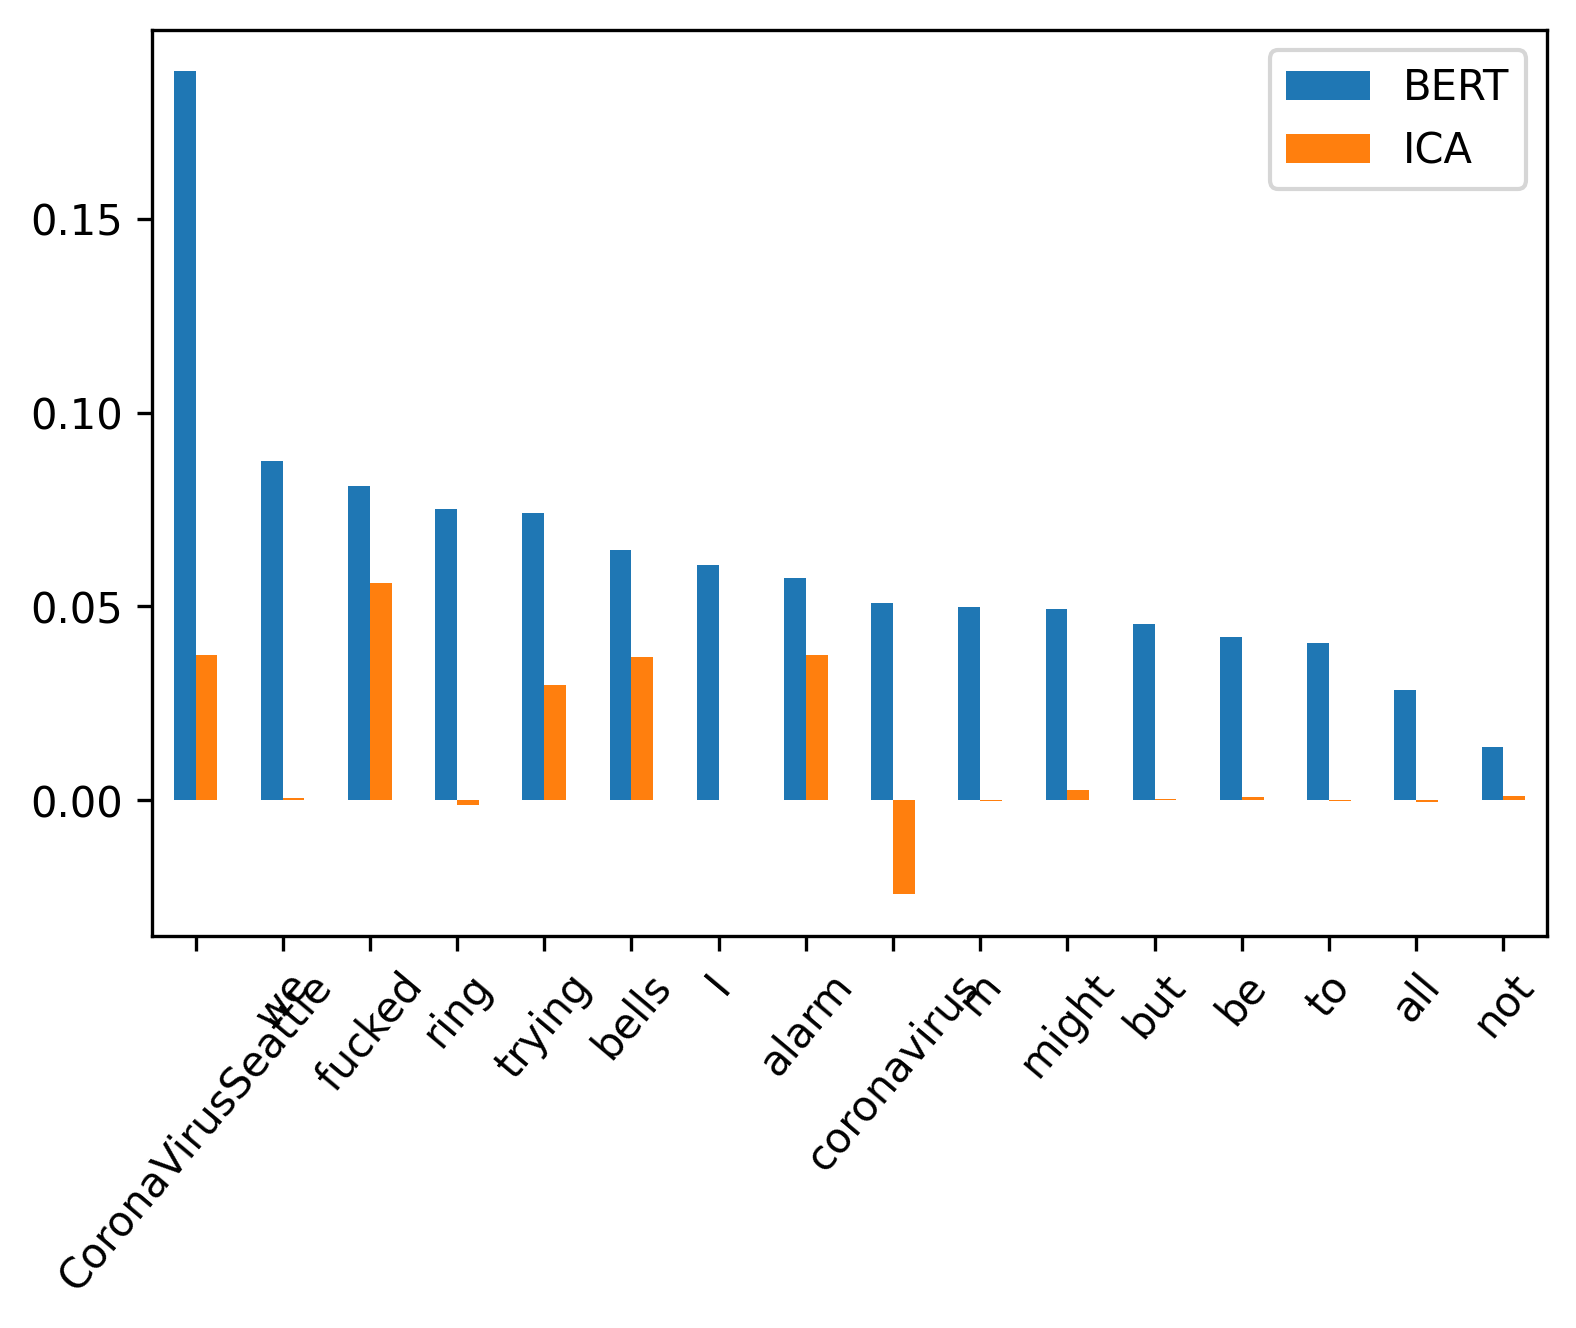 BERT
ICA
0.15
0.10
0.05
0.00
CoronaVirusSeattle
we
fucked
ring
trying
bells
I
alarm
coronavirus
m
might
but
be
to
all
not